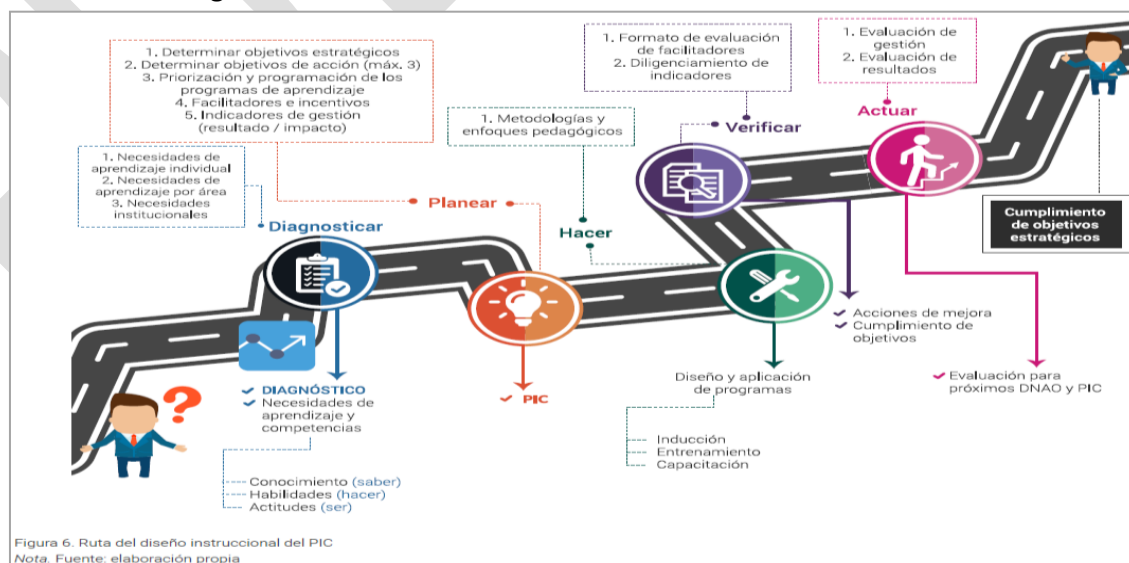 1. Determinar objetivos estratégicos
2. Determinar objetivos de acción (máx. 3)
3. Priorización y programación de los
programas de aprendizaje
4. Facilitadores e incentivos
5. Indicadores de gestión
(resultado / impacto)
1. Formato de evaluación
de facilitadores
2. Diligenciamiento de
indicadores
1. Evaluación de
gestión
2. Evaluación de
resultados
1. Metodologías y
enfoques pedagógicos
1. Necesidades de
aprendizaje individual
2. Necesidades de
aprendizaje por área
3. Necesidades
institucionales
Diagnosticar
Planear
Hacer
Verificar
Actuar
Cumplimiento
de objetivos
estratégicos
✓ DIAGNÓSTICO
✓ Necesidades de
aprendizaje y
competencias
Conocimiento (saber)
Habilidades (hacer)
Actitudes (ser)
✓ PIC
Diseño y aplicación
de programas
Inducción
Entrenamiento
Capacitación
✓ Acciones de mejora
✓ Cumplimiento de
objetivos
✓ Evaluación para
próximos DNAO y PIC
?
Figura 6. Ruta del diseño instruccional del PIC
Nota. Fuente: elaboración propia